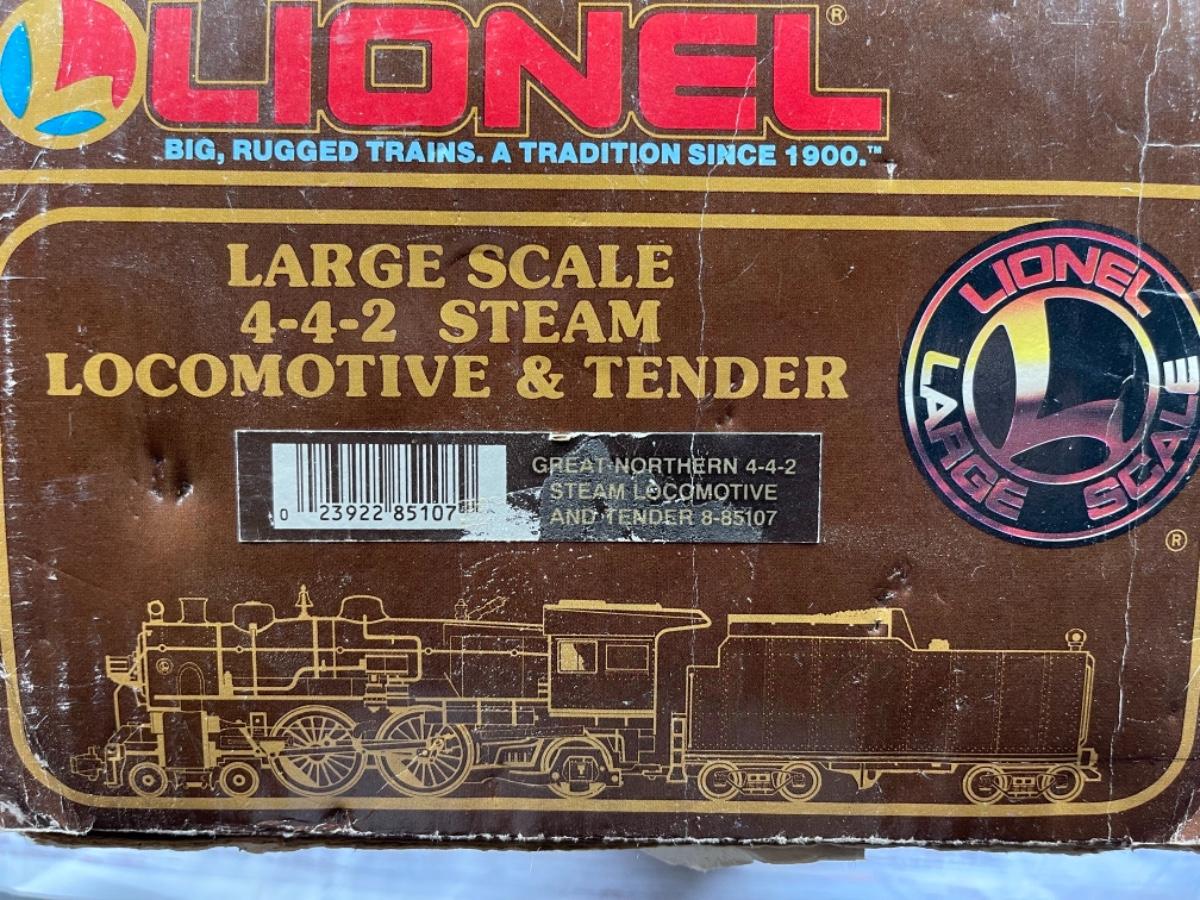 LIONEL®
BIG, RUGGED TRAINS. A TRADITION SINCE 1900.™
LARGE SCALE
4-4-2 STEAM
LOCOMOTIVE & TENDER
LIONEL
LARGE SCALE
®
GREAT NORTHERN 4-4-2
STEAM LOCOMOTIVE
AND TENDER 8-85107
0 23922 85107